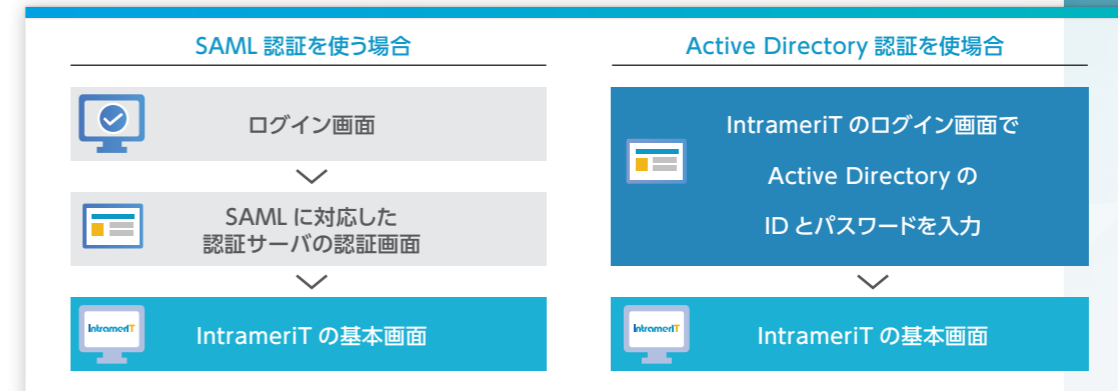 SAML 認証を使う場合
ログイン画面
SAML に対応した
認証サーバの認証画面
IntrameriT
IntrameriT の基本画面
Active Directory 認証を使場合
IntrameriT のログイン画面で
Active Directory の
ID とパスワードを入力
IntrameriT
IntrameriT の基本画面